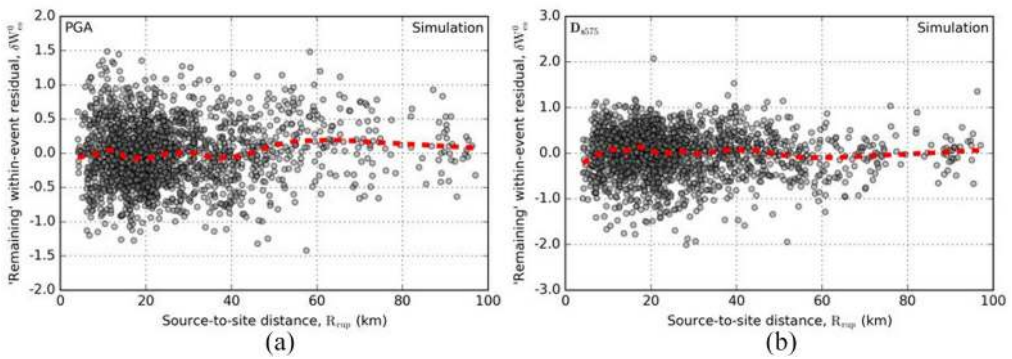 PGA
Simulation
'Remaining' within-event residual, δW⁰ₑₛ
2.0
1.5
1.0
0.5
0.0
-0.5
-1.0
-1.5
-2.0
0
20
40
60
80
100
Source-to-site distance, R_rup (km)
(a)
D_s575
Simulation
'Remaining' within-event residual, δW⁰ₑₛ
3.0
2.0
1.0
0.0
-1.0
-2.0
-3.0
0
20
40
60
80
100
Source-to-site distance, R_rup (km)
(b)